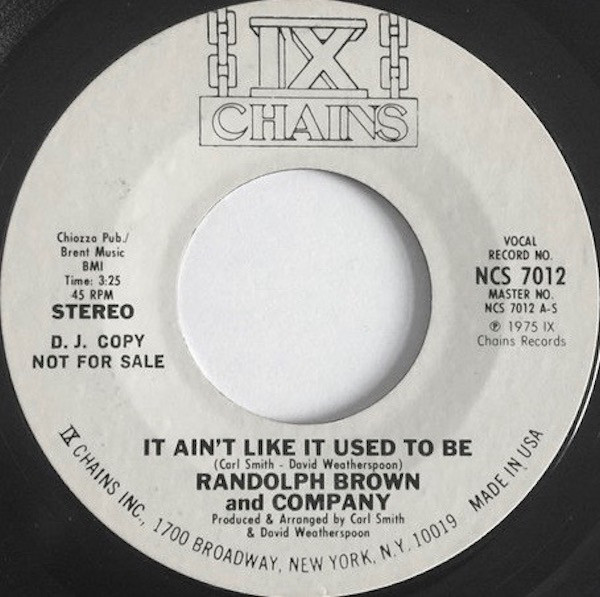 IX
CHAINS
Chiozzo Pub./
Brent Music
BMI
Time: 3:25
45 RPM
STEREO
D. J. COPY
NOT FOR SALE
VOCAL
RECORD NO.
NCS 7012
MASTER NO.
NCS 7012 A-S
℗ 1975 IX
Chains Records
IT AIN'T LIKE IT USED TO BE
(Carl Smith - David Weatherspoon)
RANDOLPH BROWN
and COMPANY
Produced & Arranged by Carl Smith
& David Weatherspoon
IX CHAINS INC., 1700 BROADWAY, NEW YORK, N.Y. 10019 MADE IN USA